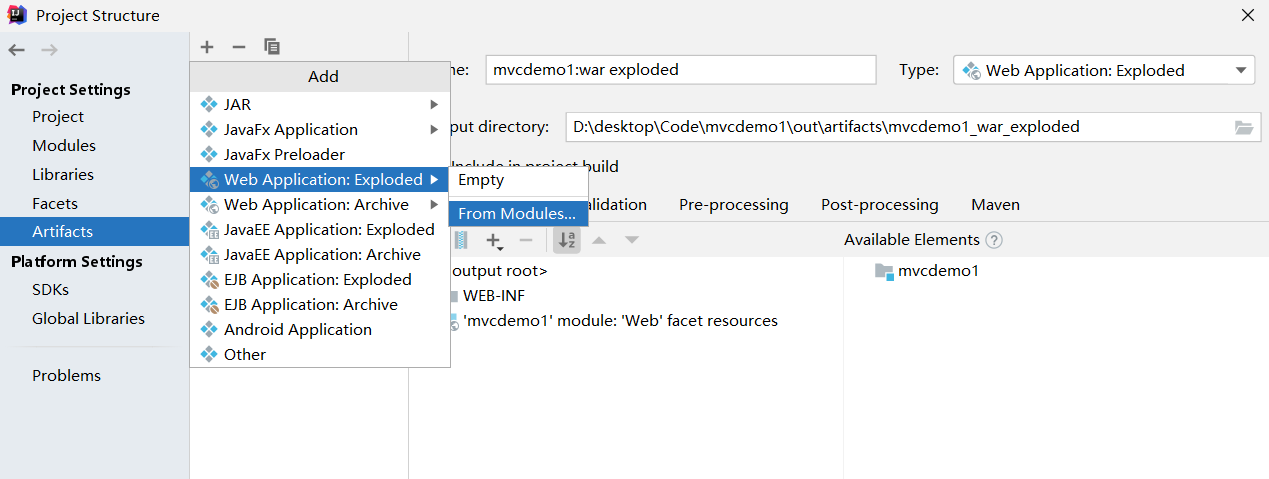 Project Structure
Project Settings
Project
Modules
Libraries
Facets
Artifacts
Platform Settings
SDKs
Global Libraries
Problems
Add
JAR
JavaFx Application
JavaFx Preloader
Web Application: Exploded
Web Application: Archive
JavaEE Application: Exploded
JavaEE Application: Archive
EJB Application: Exploded
EJB Application: Archive
Android Application
Other
Empty
From Modules...
me: mvcdemo1:war exploded Type: Web Application: Exploded
put directory: D:\desktop\Code\mvcdemo1\out\artifacts\mvcdemo1_war_exploded
Include in project build
alidation Pre-processing Post-processing Maven
Available Elements ?
output root>
WEB-INF
'mvcdemo1' module: 'Web' facet resources
mvcdemo1